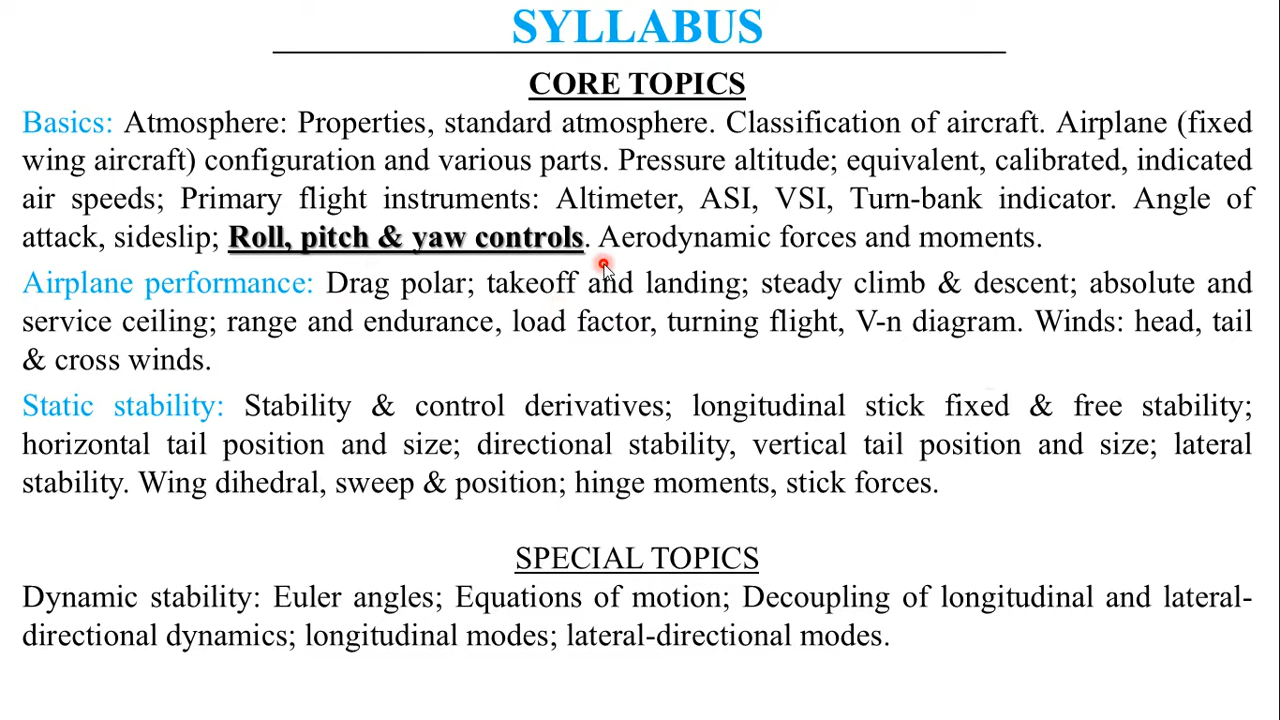 SYLLABUS
CORE TOPICS
Basics: Atmosphere: Properties, standard atmosphere. Classification of aircraft. Airplane (fixed
wing aircraft) configuration and various parts. Pressure altitude; equivalent, calibrated, indicated
air speeds; Primary flight instruments: Altimeter, ASI, VSI, Turn-bank indicator. Angle of
attack, sideslip; Roll, pitch & yaw controls. Aerodynamic forces and moments.
Airplane performance: Drag polar; takeoff and landing; steady climb & descent; absolute and
service ceiling; range and endurance, load factor, turning flight, V-n diagram. Winds: head, tail
& cross winds.
Static stability: Stability & control derivatives; longitudinal stick fixed & free stability;
horizontal tail position and size; directional stability, vertical tail position and size; lateral
stability. Wing dihedral, sweep & position; hinge moments, stick forces.
SPECIAL TOPICS
Dynamic stability: Euler angles; Equations of motion; Decoupling of longitudinal and lateral-
directional dynamics; longitudinal modes; lateral-directional modes.